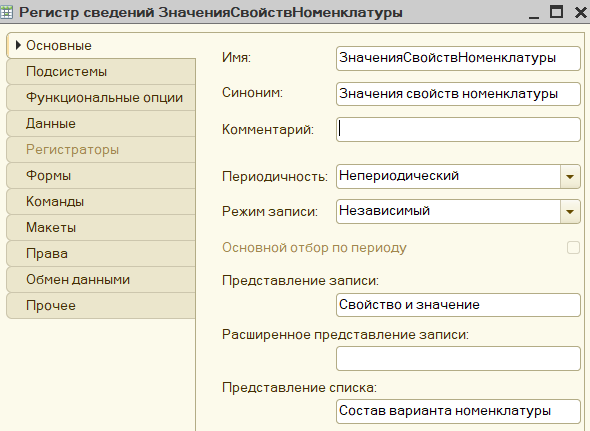 Регистр сведений ЗначенияСвойствНоменклатуры
Основные
Подсистемы
Функциональные опции
Данные
Регистраторы
Формы
Команды
Макеты
Права
Обмен данными
Прочее
Имя: ЗначенияСвойствНоменклатуры
Синоним: Значения свойств номенклатуры
Комментарий:
Периодичность: Непериодический
Режим записи: Независимый
Основной отбор по периоду
Представление записи:
Свойство и значение
Расширенное представление записи:
Представление списка:
Состав варианта номенклатуры